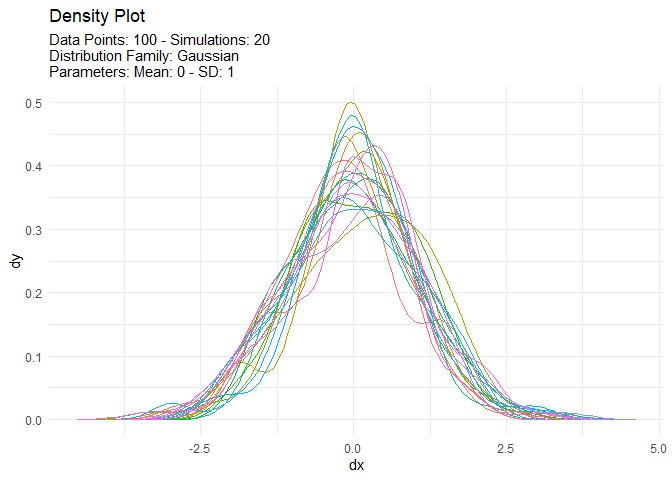 Density Plot
Data Points: 100 - Simulations: 20
Distribution Family: Gaussian
Parameters: Mean: 0 - SD: 1
dy
0.5
0.4
0.3
0.2
0.1
0.0
-2.5 0.0 2.5 5.0
dx